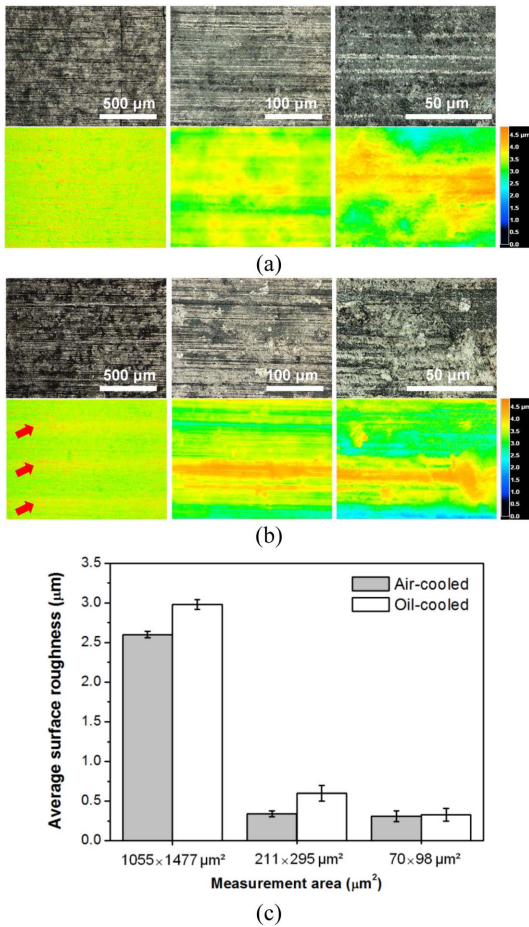 500 μm
100 μm
50 μm
4.5 μm
4.0
3.5
3.0
2.5
2.0
1.5
1.0
0.5
0.0
(a)
500 μm
100 μm
50 μm
4.5 μm
4.0
3.5
3.0
2.5
2.0
1.5
1.0
0.5
0.0
(b)
Average surface roughness (μm)
3.5
3.0
2.5
2.0
1.5
1.0
0.5
0.0
Air-cooled
Oil-cooled
1055×1477 μm²
211×295 μm²
70×98 μm²
Measurement area (μm²)
(c)